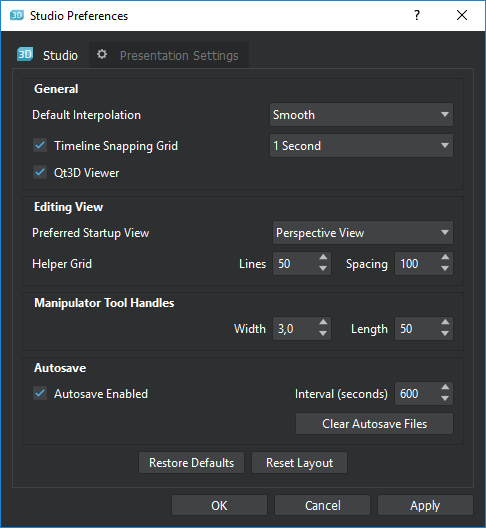 3D Studio Preferences ?
3D Studio Presentation Settings
General
Default Interpolation Smooth
Timeline Snapping Grid 1 Second
Qt3D Viewer
Editing View
Preferred Startup View Perspective View
Helper Grid Lines 50 Spacing 100
Manipulator Tool Handles
Width 3,0 Length 50
Autosave
Autosave Enabled Interval (seconds) 600
Clear Autosave Files
Restore Defaults Reset Layout
OK Cancel Apply